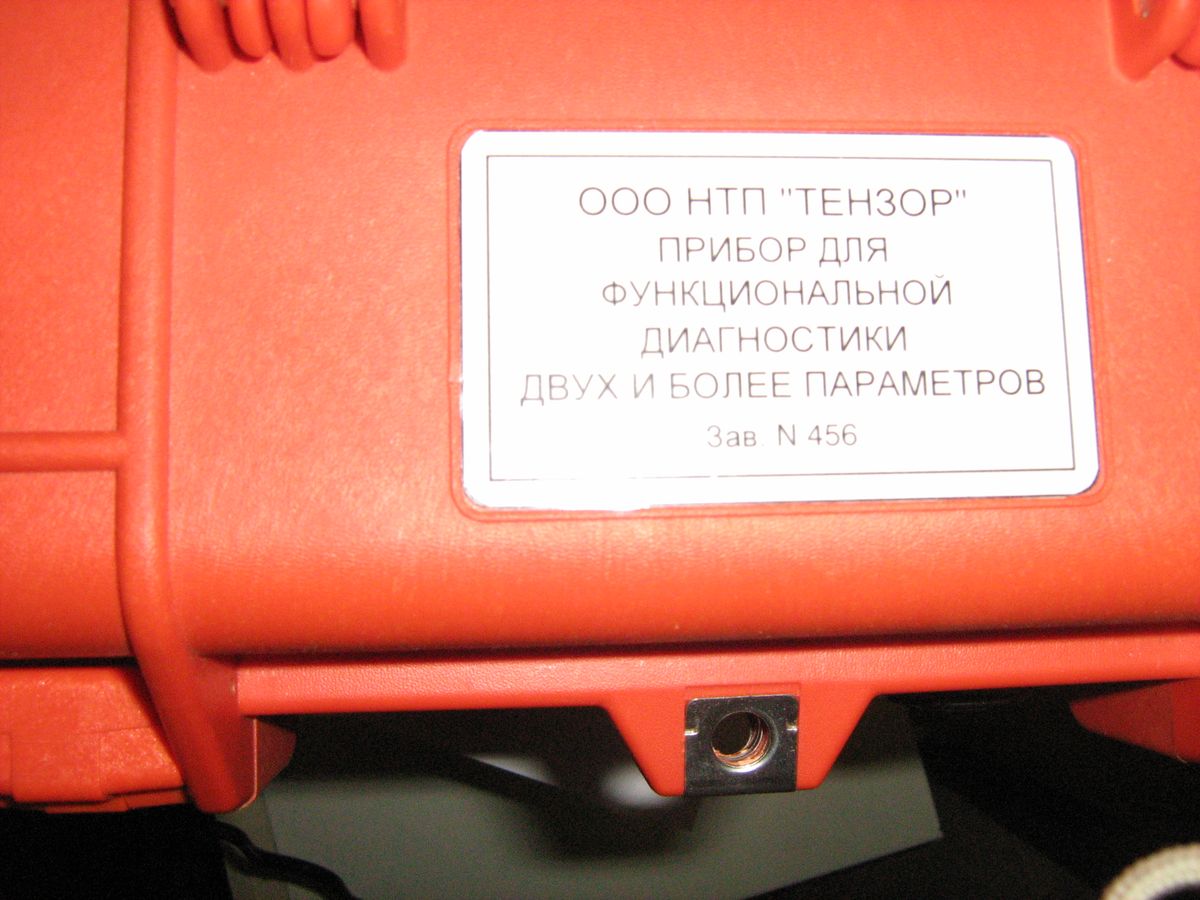 ООО НТП "ТЕНЗОР"
ПРИБОР ДЛЯ
ФУНКЦИОНАЛЬНОЙ
ДИАГНОСТИКИ
ДВУХ И БОЛЕЕ ПАРАМЕТРОВ
Зав. N 456